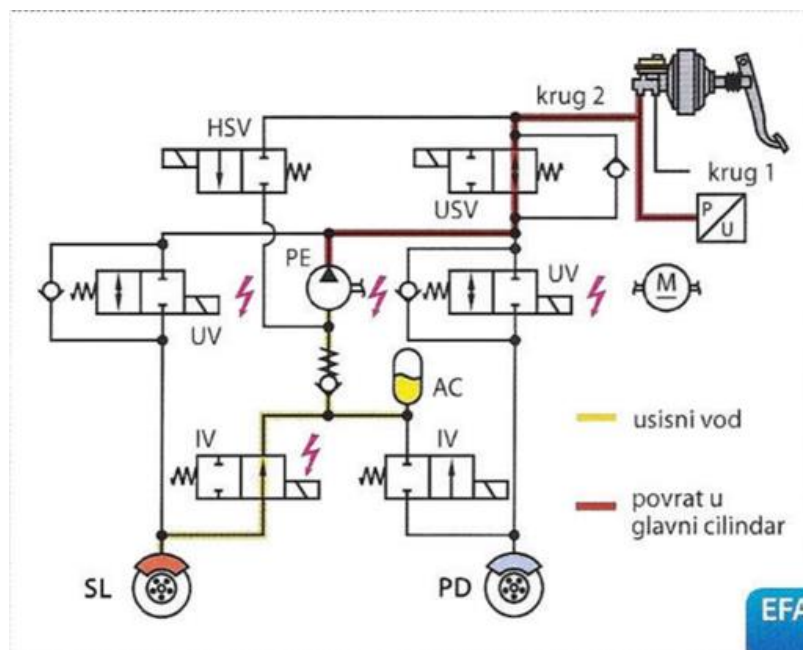 krug 2
HSV
krug 1
USV
P
U
PE
UV
M
UV
AC
usisni vod
IV
IV
povrat u
glavni cilindar
SL
PD
EFA